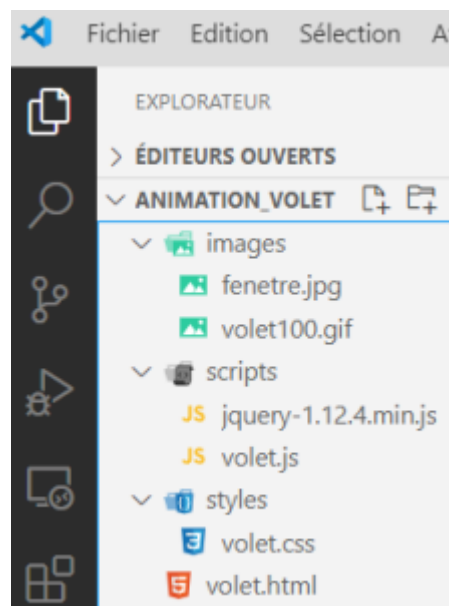 Fichier Edition Sélection A
EXPLORATEUR
ÉDITEURS OUVERTS
ANIMATION_VOLET
images
fenetre.jpg
volet100.gif
scripts
JS jquery-1.12.4.min.js
JS volet.js
styles
volet.css
volet.html